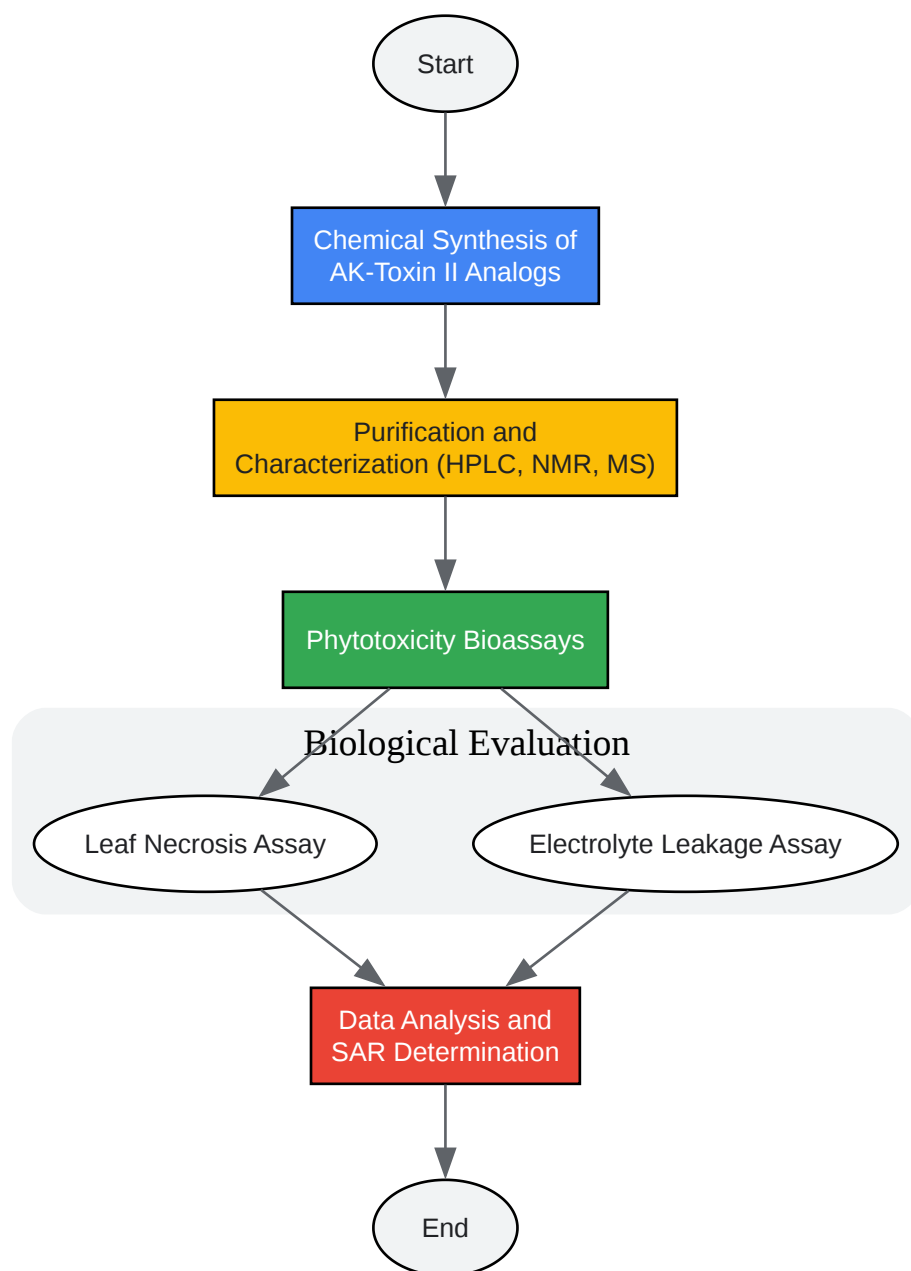 Start
Chemical Synthesis of
AK-Toxin II Analogs
Purification and
Characterization (HPLC, NMR, MS)
Phytotoxicity Bioassays
Biological Evaluation
Leaf Necrosis Assay
Electrolyte Leakage Assay
Data Analysis and
SAR Determination
End